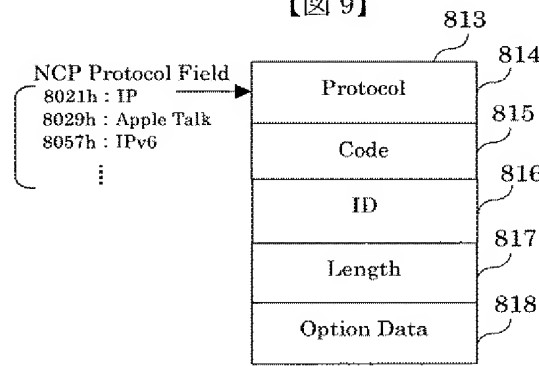 【図 9】
813
NCP Protocol Field
8021h : IP
8029h : Apple Talk
8057h : IPv6
⋮
Protocol
814
Code
815
ID
816
Length
817
Option Data
818